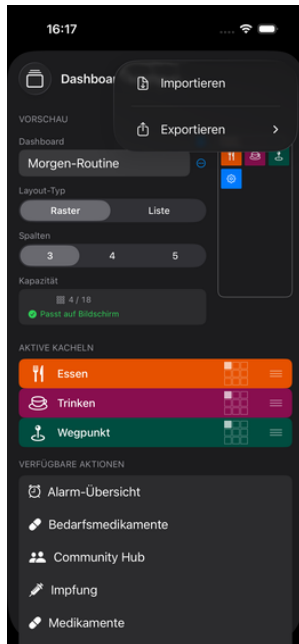 16:17
Importieren
Exportieren
VORSCHAU
Dashboard
Morgen-Routine
Layout-Typ
Raster Liste
Spalten
3 4 5
Kapazität
4 / 18
Passt auf Bildschirm
AKTIVE KACHELN
Essen
Trinken
Wegpunkt
VERFÜGBARE AKTIONEN
Alarm-Übersicht
Bedarfsmedikamente
Community Hub
Impfung
Medikamente